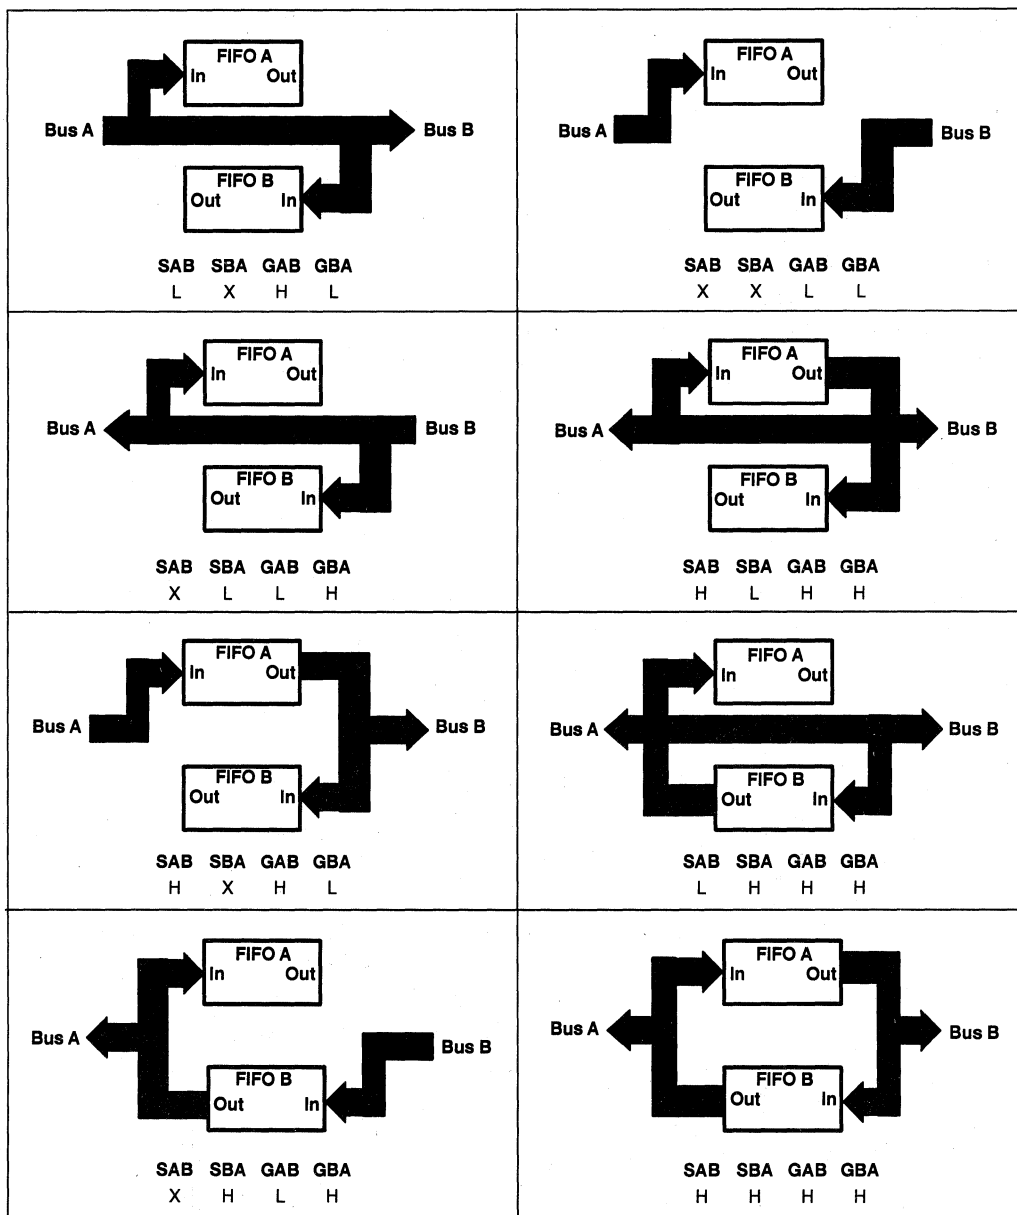 FIFO A
In Out
Bus A Bus B
FIFO B
Out In
SAB SBA GAB GBA
L X H L
FIFO A
In Out
Bus A Bus B
FIFO B
Out In
SAB SBA GAB GBA
X X L L
FIFO A
In Out
Bus A Bus B
FIFO B
Out In
SAB SBA GAB GBA
X L L H
FIFO A
In Out
Bus A Bus B
FIFO B
Out In
SAB SBA GAB GBA
H L H H
FIFO A
In Out
Bus A Bus B
FIFO B
Out In
SAB SBA GAB GBA
H X H L
FIFO A
In Out
Bus A Bus B
FIFO B
Out In
SAB SBA GAB GBA
L H H H
FIFO A
In Out
Bus A Bus B
FIFO B
Out In
SAB SBA GAB GBA
X H L H
FIFO A
In Out
Bus A Bus B
FIFO B
Out In
SAB SBA GAB GBA
H H H H